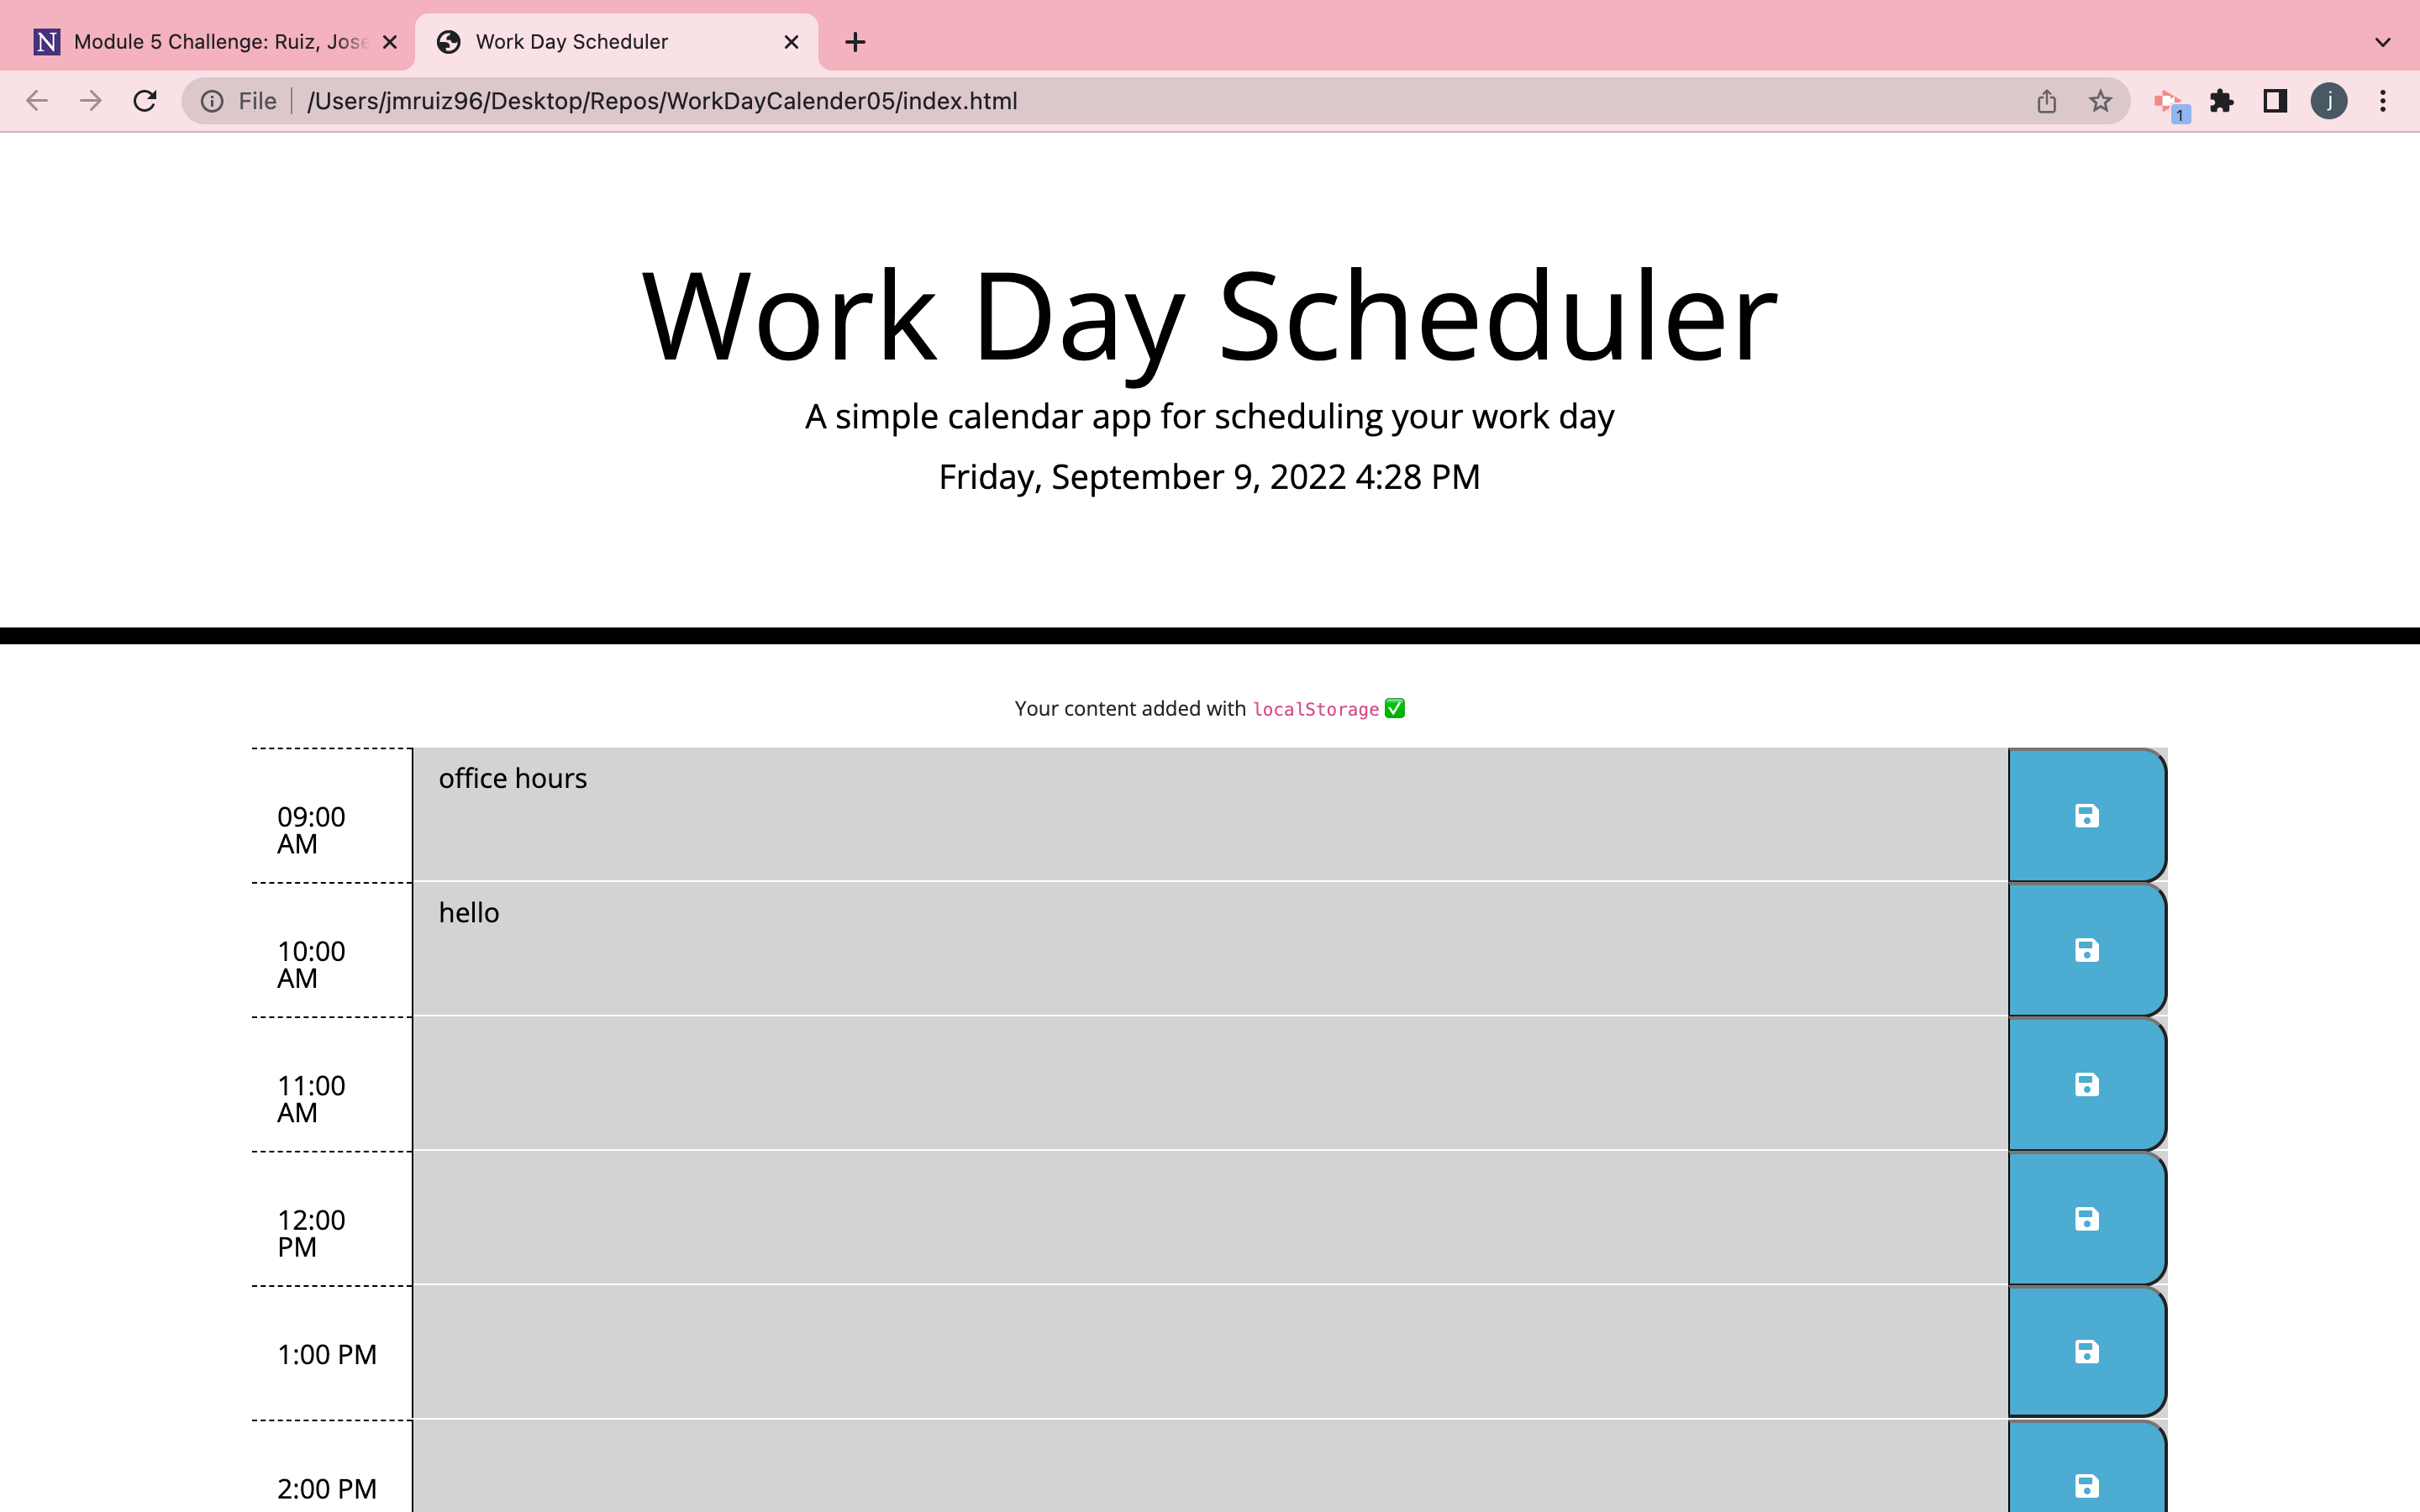 Module 5 Challenge: Ruiz, Jose
Work Day Scheduler
File
/Users/jmruiz96/Desktop/Repos/WorkDayCalender05/index.html
1
j
Work Day Scheduler
A simple calendar app for scheduling your work day
Friday, September 9, 2022 4:28 PM
Your content added with localStorage ✅
09:00
AM
office hours
10:00
AM
hello
11:00
AM
12:00
PM
1:00 PM
2:00 PM